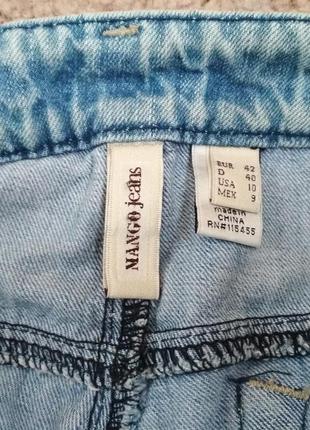 MANGO jeans
EUR 42
D 40
USA 10
MEX 9
made in
CHINA
RN#115455